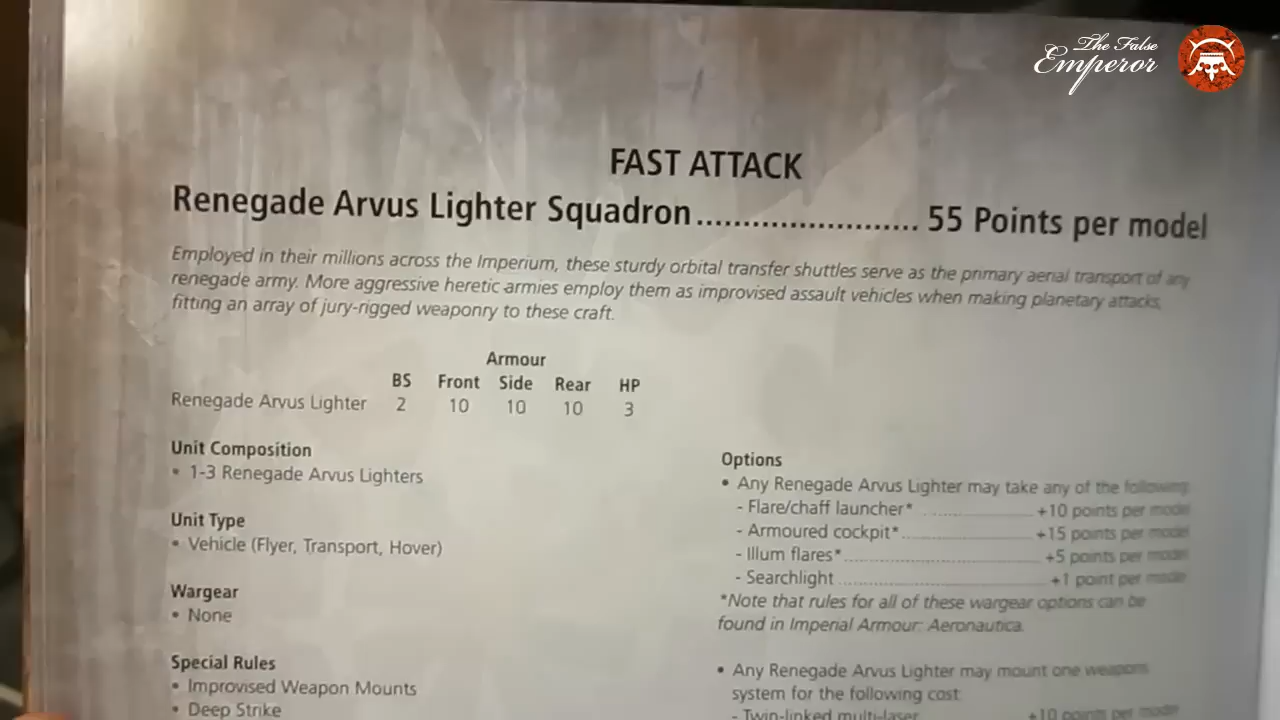 The False
Emperor
FAST ATTACK
Renegade Arvus Lighter Squadron........................ 55 Points per model
Employed in their millions across the Imperium, these sturdy orbital transfer shuttles serve as the primary aerial transport of any
renegade army. More aggressive heretic armies employ them as improvised assault vehicles when making planetary attacks,
fitting an array of jury-rigged weaponry to these craft.
Armour
BS Front Side Rear HP
Renegade Arvus Lighter 2 10 10 10 3
Unit Composition
• 1-3 Renegade Arvus Lighters
Unit Type
• Vehicle (Flyer, Transport, Hover)
Wargear
• None
Special Rules
• Improvised Weapon Mounts
• Deep Strike
Options
• Any Renegade Arvus Lighter may take any of the following
- Flare/chaff launcher* ........................ +10 points per model
- Armoured cockpit* ........................ +15 points per model
- Illum flares* ........................ +5 points per model
- Searchlight ........................ +1 point per model
*Note that rules for all of these wargear options can be
found in Imperial Armour: Aeronautica.
• Any Renegade Arvus Lighter may mount one weapons
system for the following cost
- Twin-linked multi-laser +10 points per model